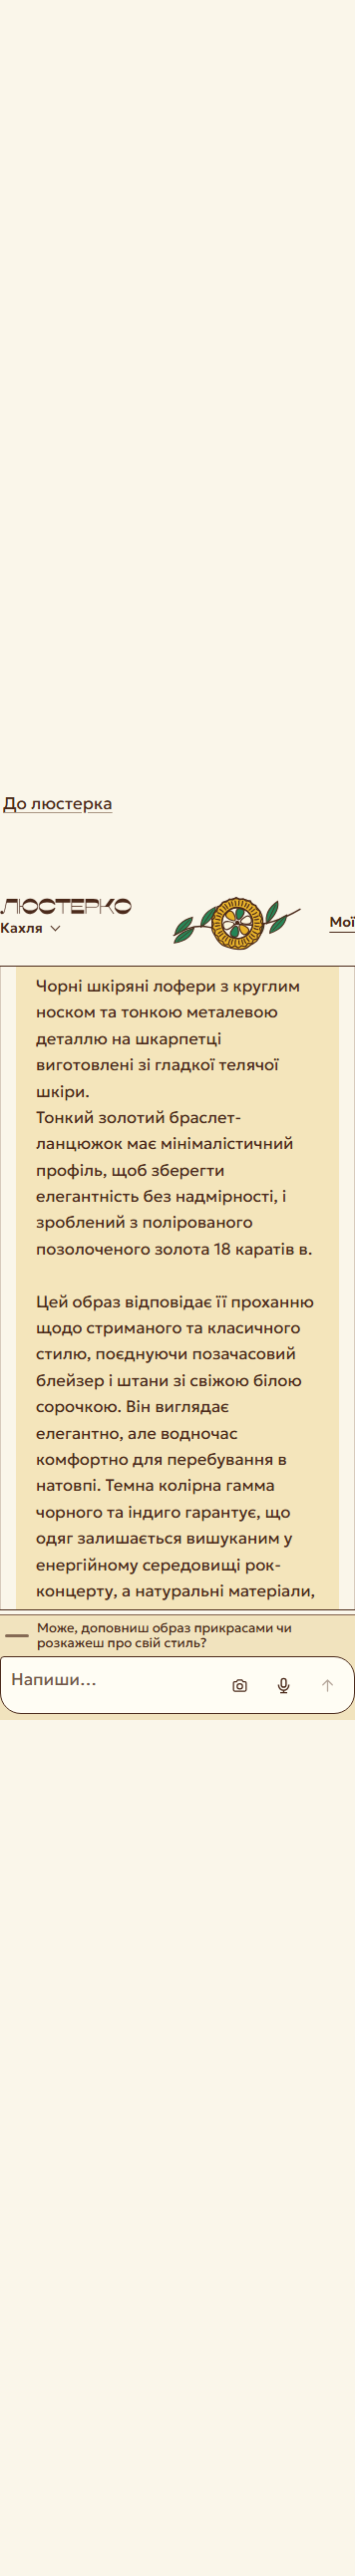 До люстерка
ЛЮСТЕРКО
Кахля
Мої
Чорні шкіряні лофери з круглим
носком та тонкою металевою
деталлю на шкарпетці
виготовлені зі гладкої телячої
шкіри.
Тонкий золотий браслет-
ланцюжок має мінімалістичний
профіль, щоб зберегти
елегантність без надмірності, і
зроблений з полірованого
позолоченого золота 18 каратів в.
Цей образ відповідає її проханню
щодо стриманого та класичного
стилю, поєднуючи позачасовий
блейзер і штани зі свіжою білою
сорочкою. Він виглядає
елегантно, але водночас
комфортно для перебування в
натовпі. Темна колірна гамма
чорного та індиго гарантує, що
одяг залишається вишуканим у
енергійному середовищі рок-
концерту, а натуральні матеріали,
Може, доповниш образ прикрасами чи
розкажеш про свій стиль?
Напиши...